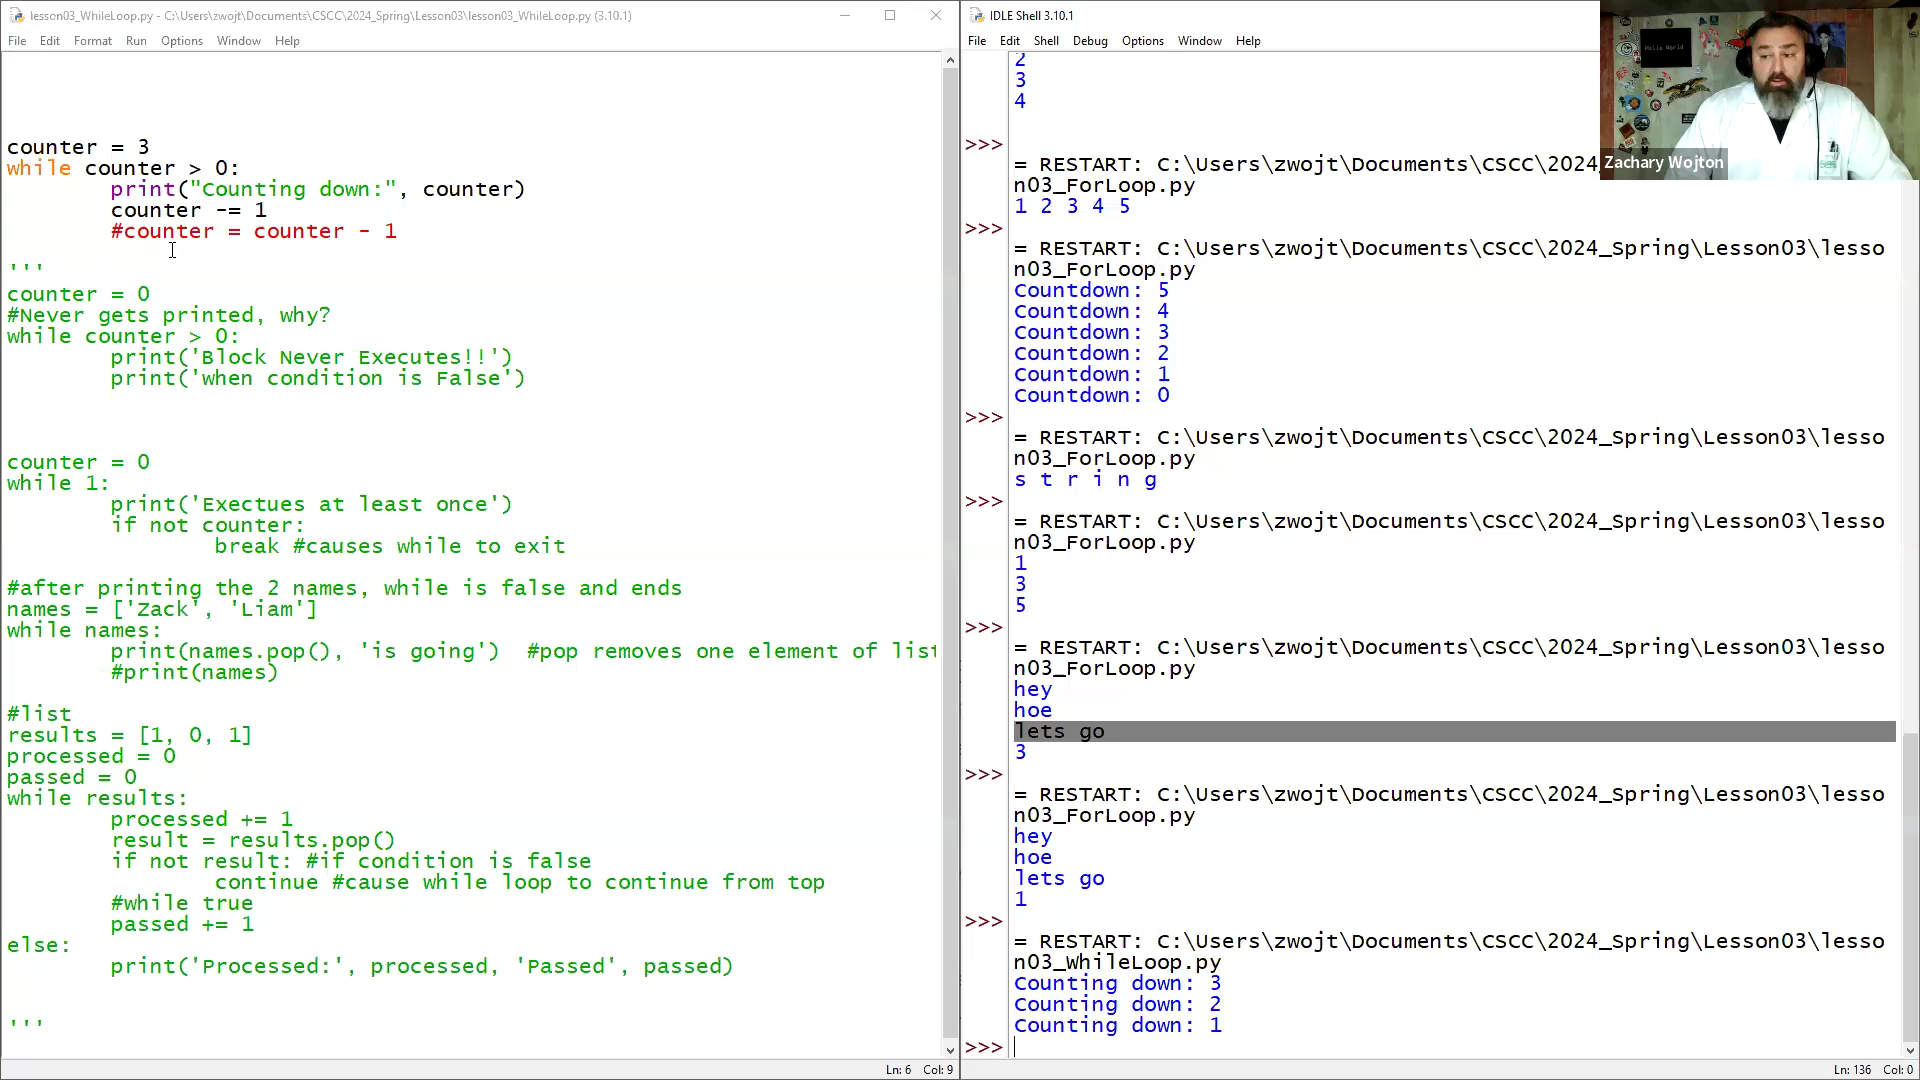 lesson03_WhileLoop.py - C:\Users\zwojt\Documents\CSCC\2024_Spring\Lesson03\lesson03_WhileLoop.py (3.10.1)
File Edit Format Run Options Window Help
counter = 3
while counter > 0:
        print("Counting down:", counter)
        counter -= 1
        #counter = counter - 1
'''
counter = 0
#Never gets printed, why?
while counter > 0:
        print('Block Never Executes!!')
        print('when condition is False')
counter = 0
while 1:
        print('Exectues at least once')
        if not counter:
                break #causes while to exit
#after printing the 2 names, while is false and ends
names = ['Zack', 'Liam']
while names:
        print(names.pop(), 'is going')  #pop removes one element of list
        #print(names)
#list
results = [1, 0, 1]
processed = 0
passed = 0
while results:
        processed += 1
        result = results.pop()
        if not result: #if condition is false
                continue #cause while loop to continue from top
        #while true
        passed += 1
else:
        print('Processed:', processed, 'Passed', passed)
'''
Ln: 6 Col: 9
IDLE Shell 3.10.1
File Edit Shell Debug Options Window Help
2
3
4
>>>
= RESTART: C:\Users\zwojt\Documents\CSCC\2024_
n03_ForLoop.py
1 2 3 4 5
>>>
= RESTART: C:\Users\zwojt\Documents\CSCC\2024_Spring\Lesson03\lesso
n03_ForLoop.py
Countdown: 5
Countdown: 4
Countdown: 3
Countdown: 2
Countdown: 1
Countdown: 0
>>>
= RESTART: C:\Users\zwojt\Documents\CSCC\2024_Spring\Lesson03\lesso
n03_ForLoop.py
s t r i n g
>>>
= RESTART: C:\Users\zwojt\Documents\CSCC\2024_Spring\Lesson03\lesso
n03_ForLoop.py
1
3
5
>>>
= RESTART: C:\Users\zwojt\Documents\CSCC\2024_Spring\Lesson03\lesso
n03_ForLoop.py
hey
hoe
lets go
3
>>>
= RESTART: C:\Users\zwojt\Documents\CSCC\2024_Spring\Lesson03\lesso
n03_ForLoop.py
hey
hoe
lets go
1
>>>
= RESTART: C:\Users\zwojt\Documents\CSCC\2024_Spring\Lesson03\lesso
n03_WhileLoop.py
Counting down: 3
Counting down: 2
Counting down: 1
>>>
Ln: 136 Col: 0
Hello World
Zachary Wojton